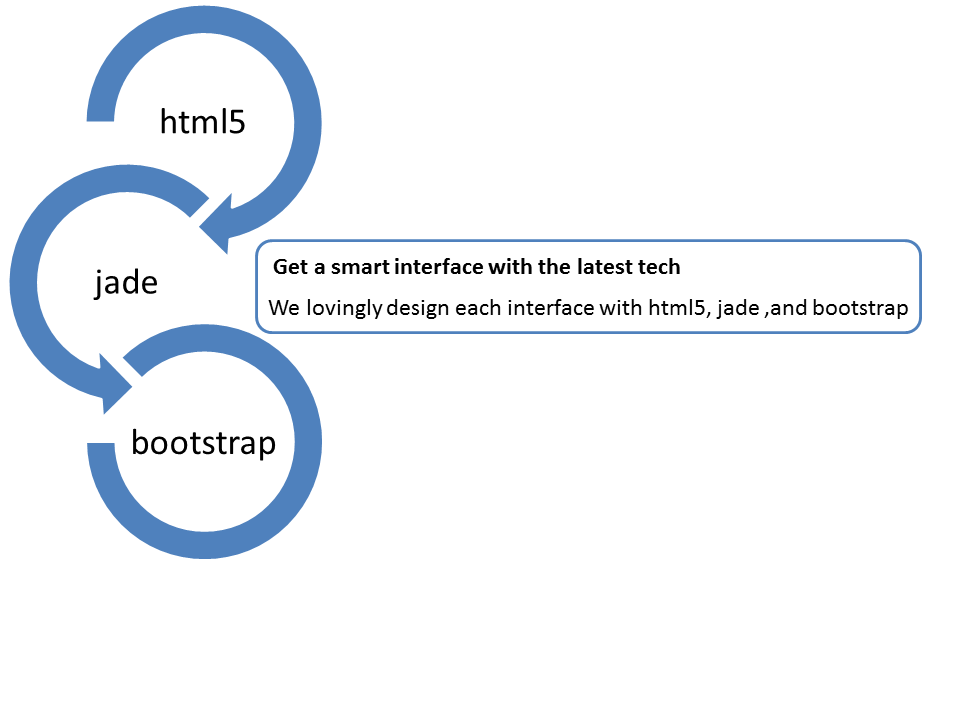 html5
jade
Get a smart interface with the latest tech
We lovingly design each interface with html5, jade ,and bootstrap
bootstrap